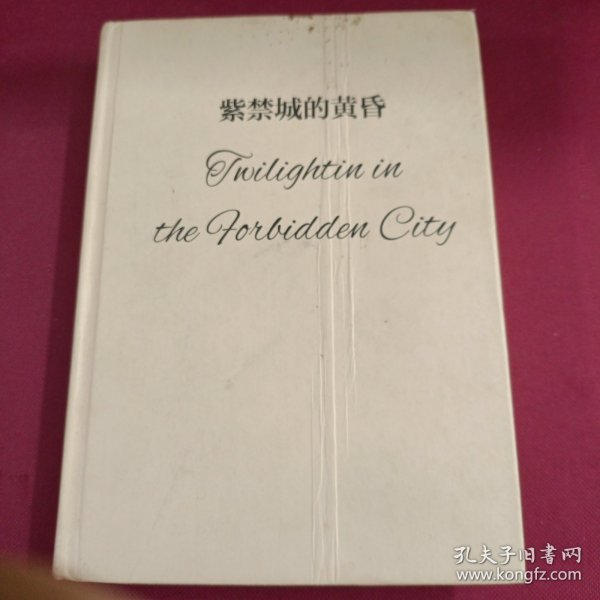 紫禁城的黄昏
Twilightin in
the Forbidden City
孔夫子旧书网
www.kongfz.com